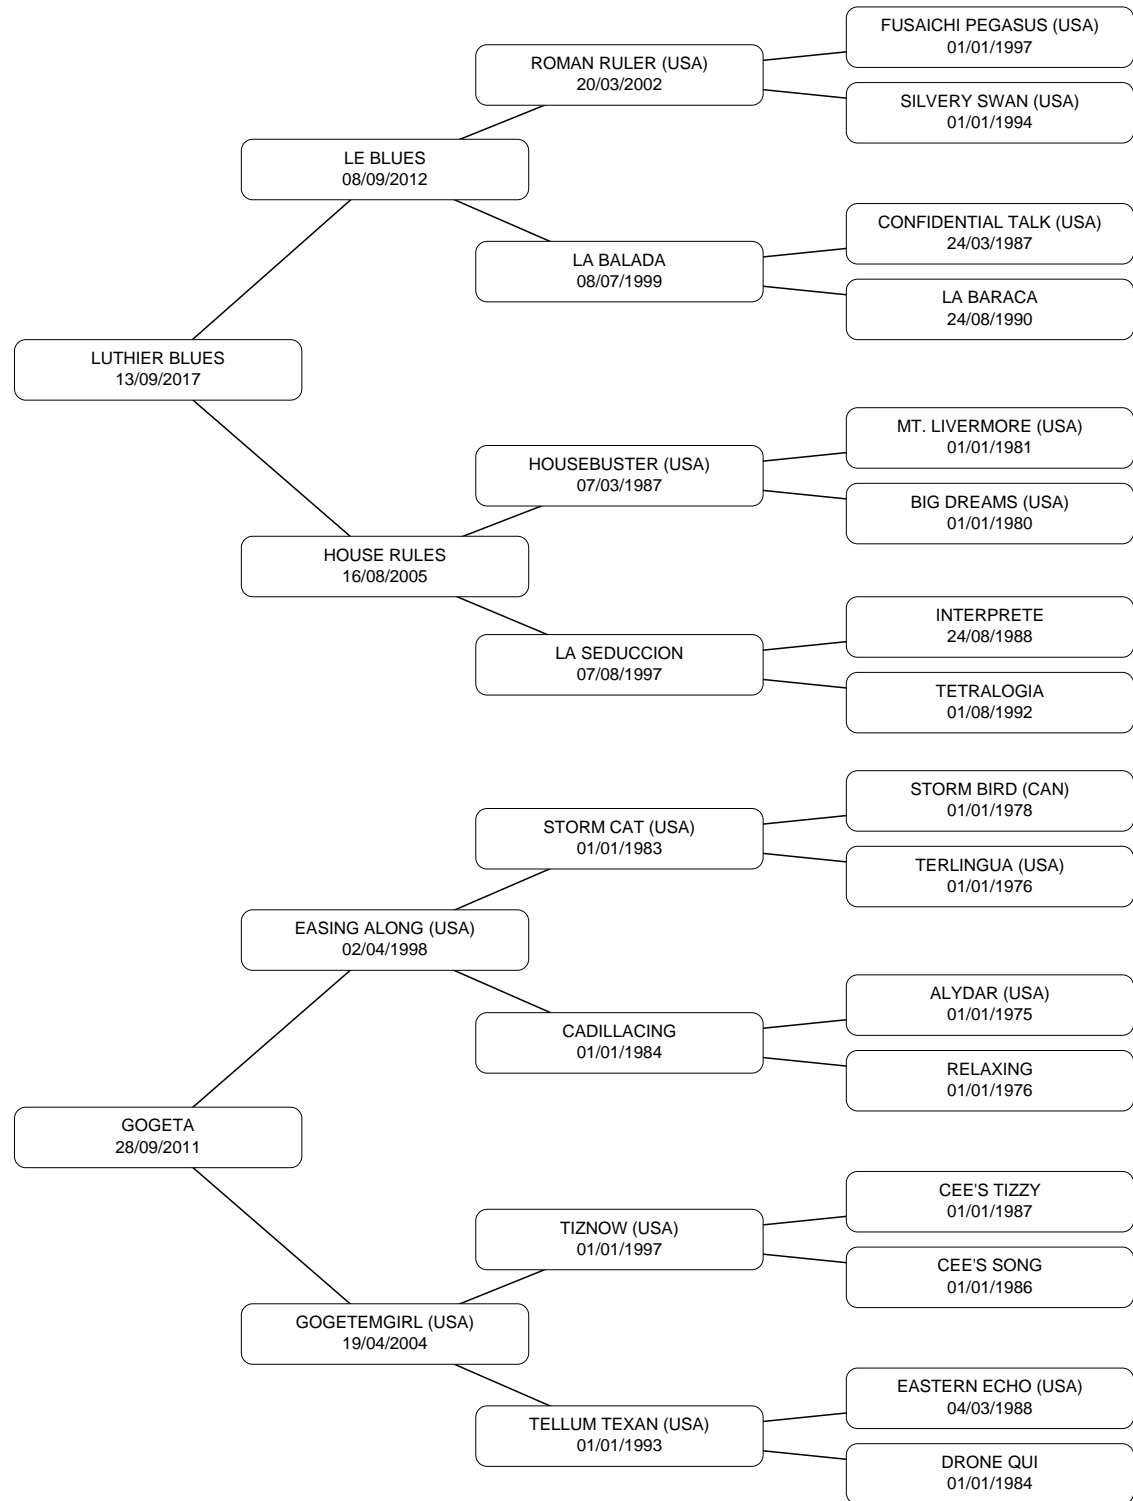 FUSAICHI PEGASUS (USA)
01/01/1997
ROMAN RULER (USA)
20/03/2002
SILVERY SWAN (USA)
01/01/1994
LE BLUES
08/09/2012
CONFIDENTIAL TALK (USA)
24/03/1987
LA BALADA
08/07/1999
LA BARACA
24/08/1990
LUTHIER BLUES
13/09/2017
MT. LIVERMORE (USA)
01/01/1981
HOUSEBUSTER (USA)
07/03/1987
BIG DREAMS (USA)
01/01/1980
HOUSE RULES
16/08/2005
INTERPRETE
24/08/1988
LA SEDUCCION
07/08/1997
TETRALOGIA
01/08/1992
STORM BIRD (CAN)
01/01/1978
STORM CAT (USA)
01/01/1983
TERLINGUA (USA)
01/01/1976
EASING ALONG (USA)
02/04/1998
ALYDAR (USA)
01/01/1975
CADILLACING
01/01/1984
RELAXING
01/01/1976
GOGETA
28/09/2011
CEE'S TIZZY
01/01/1987
TIZNOW (USA)
01/01/1997
CEE'S SONG
01/01/1986
GOGETEMGIRL (USA)
19/04/2004
EASTERN ECHO (USA)
04/03/1988
TELLUM TEXAN (USA)
01/01/1993
DRONE QUI
01/01/1984